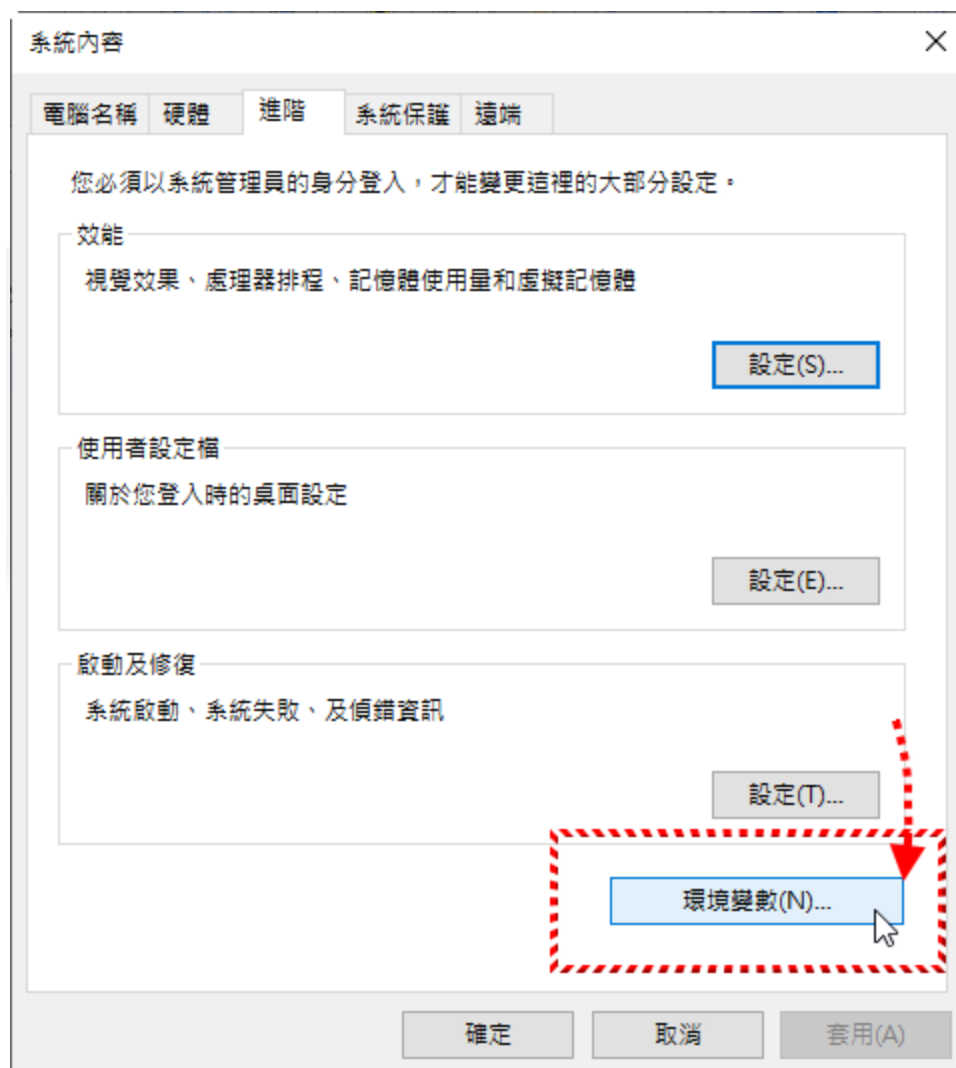 系統內容
電腦名稱 硬體 進階 系統保護 遠端
您必須以系統管理員的身分登入，才能變更這裡的大部分設定。
效能
視覺效果、處理器排程、記憶體使用量和虛擬記憶體
設定(S)...
使用者設定檔
關於您登入時的桌面設定
設定(E)...
啟動及修復
系統啟動、系統失敗、及偵錯資訊
設定(T)...
環境變數(N)...
確定 取消 套用(A)